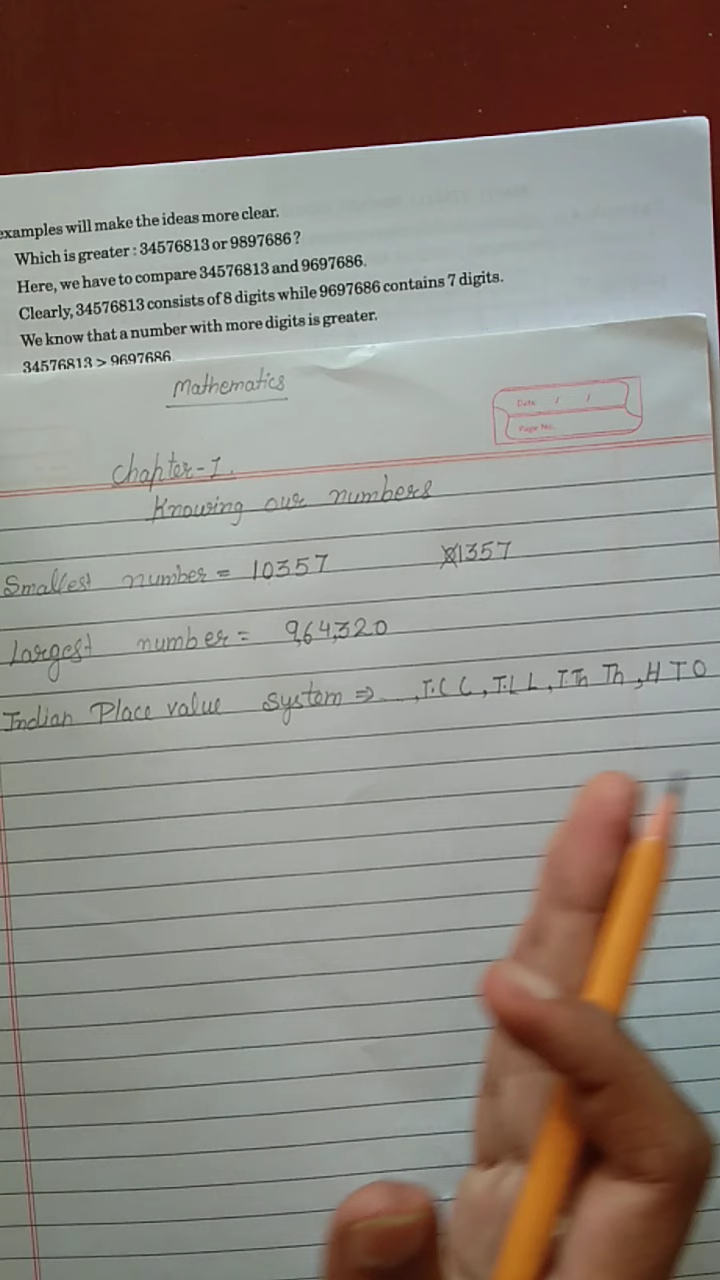 examples will make the ideas more clear.
Which is greater : 34576813 or 9897686?
Here, we have to compare 34576813 and 9697686.
Clearly, 34576813 consists of 8 digits while 9697686 contains 7 digits.
We know that a number with more digits is greater.
34576813 > 9697686
Mathematics
Date / /
Page No.
Chapter-1.
Knowing our numbers
Smallest number = 10357 1357
Largest number = 9,64,320
Indian Place value system ⇒ ,T.C C, T.L L, T.Th Th, H T O